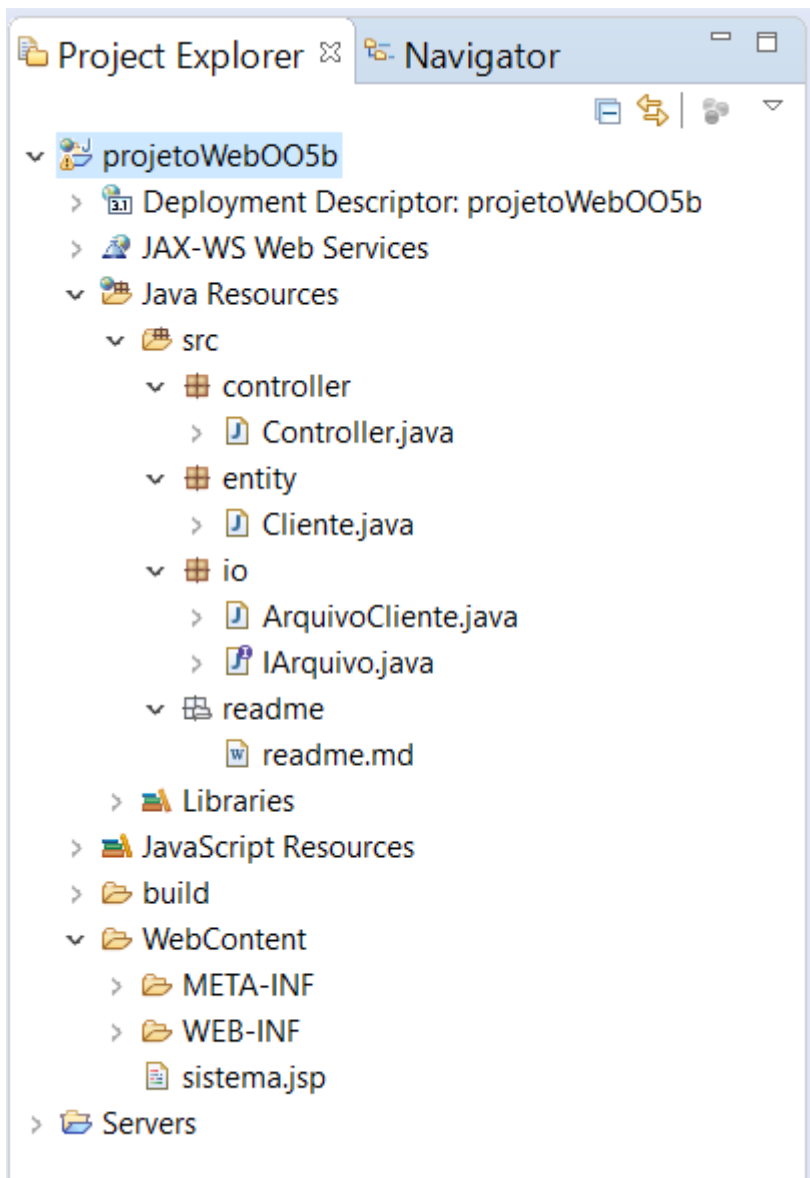 Project Explorer Navigator
projetoWebOO5b
3.1 Deployment Descriptor: projetoWebOO5b
JAX-WS Web Services
Java Resources
src
controller
Controller.java
entity
Cliente.java
io
ArquivoCliente.java
IArquivo.java
readme
readme.md
Libraries
JavaScript Resources
build
WebContent
META-INF
WEB-INF
sistema.jsp
Servers